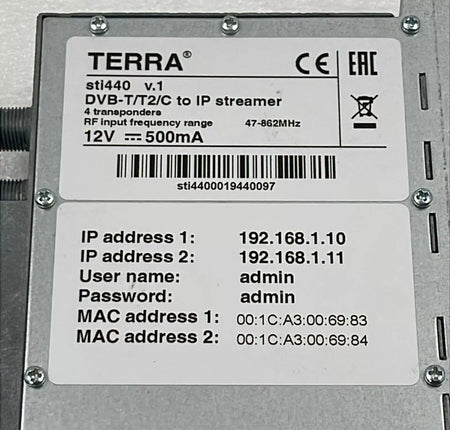 TERRA®
CE EAC
sti440 v.1
DVB-T/T2/C to IP streamer
4 transponders
RF input frequency range 47-862MHz
12V ⎓ 500mA
sti4400019440097
IP address 1: 192.168.1.10
IP address 2: 192.168.1.11
User name: admin
Password: admin
MAC address 1: 00:1C:A3:00:69:83
MAC address 2: 00:1C:A3:00:69:84